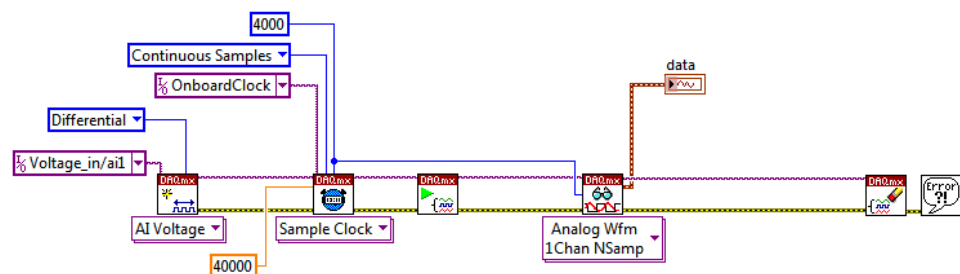 4000
Continuous Samples
OnboardClock
data
Differential
Voltage_in/ai1
DAQmx
DAQmx
DAQmx
DAQmx
DAQmx
Error
?!
AI Voltage
Sample Clock
Analog Wfm
1Chan NSamp
40000